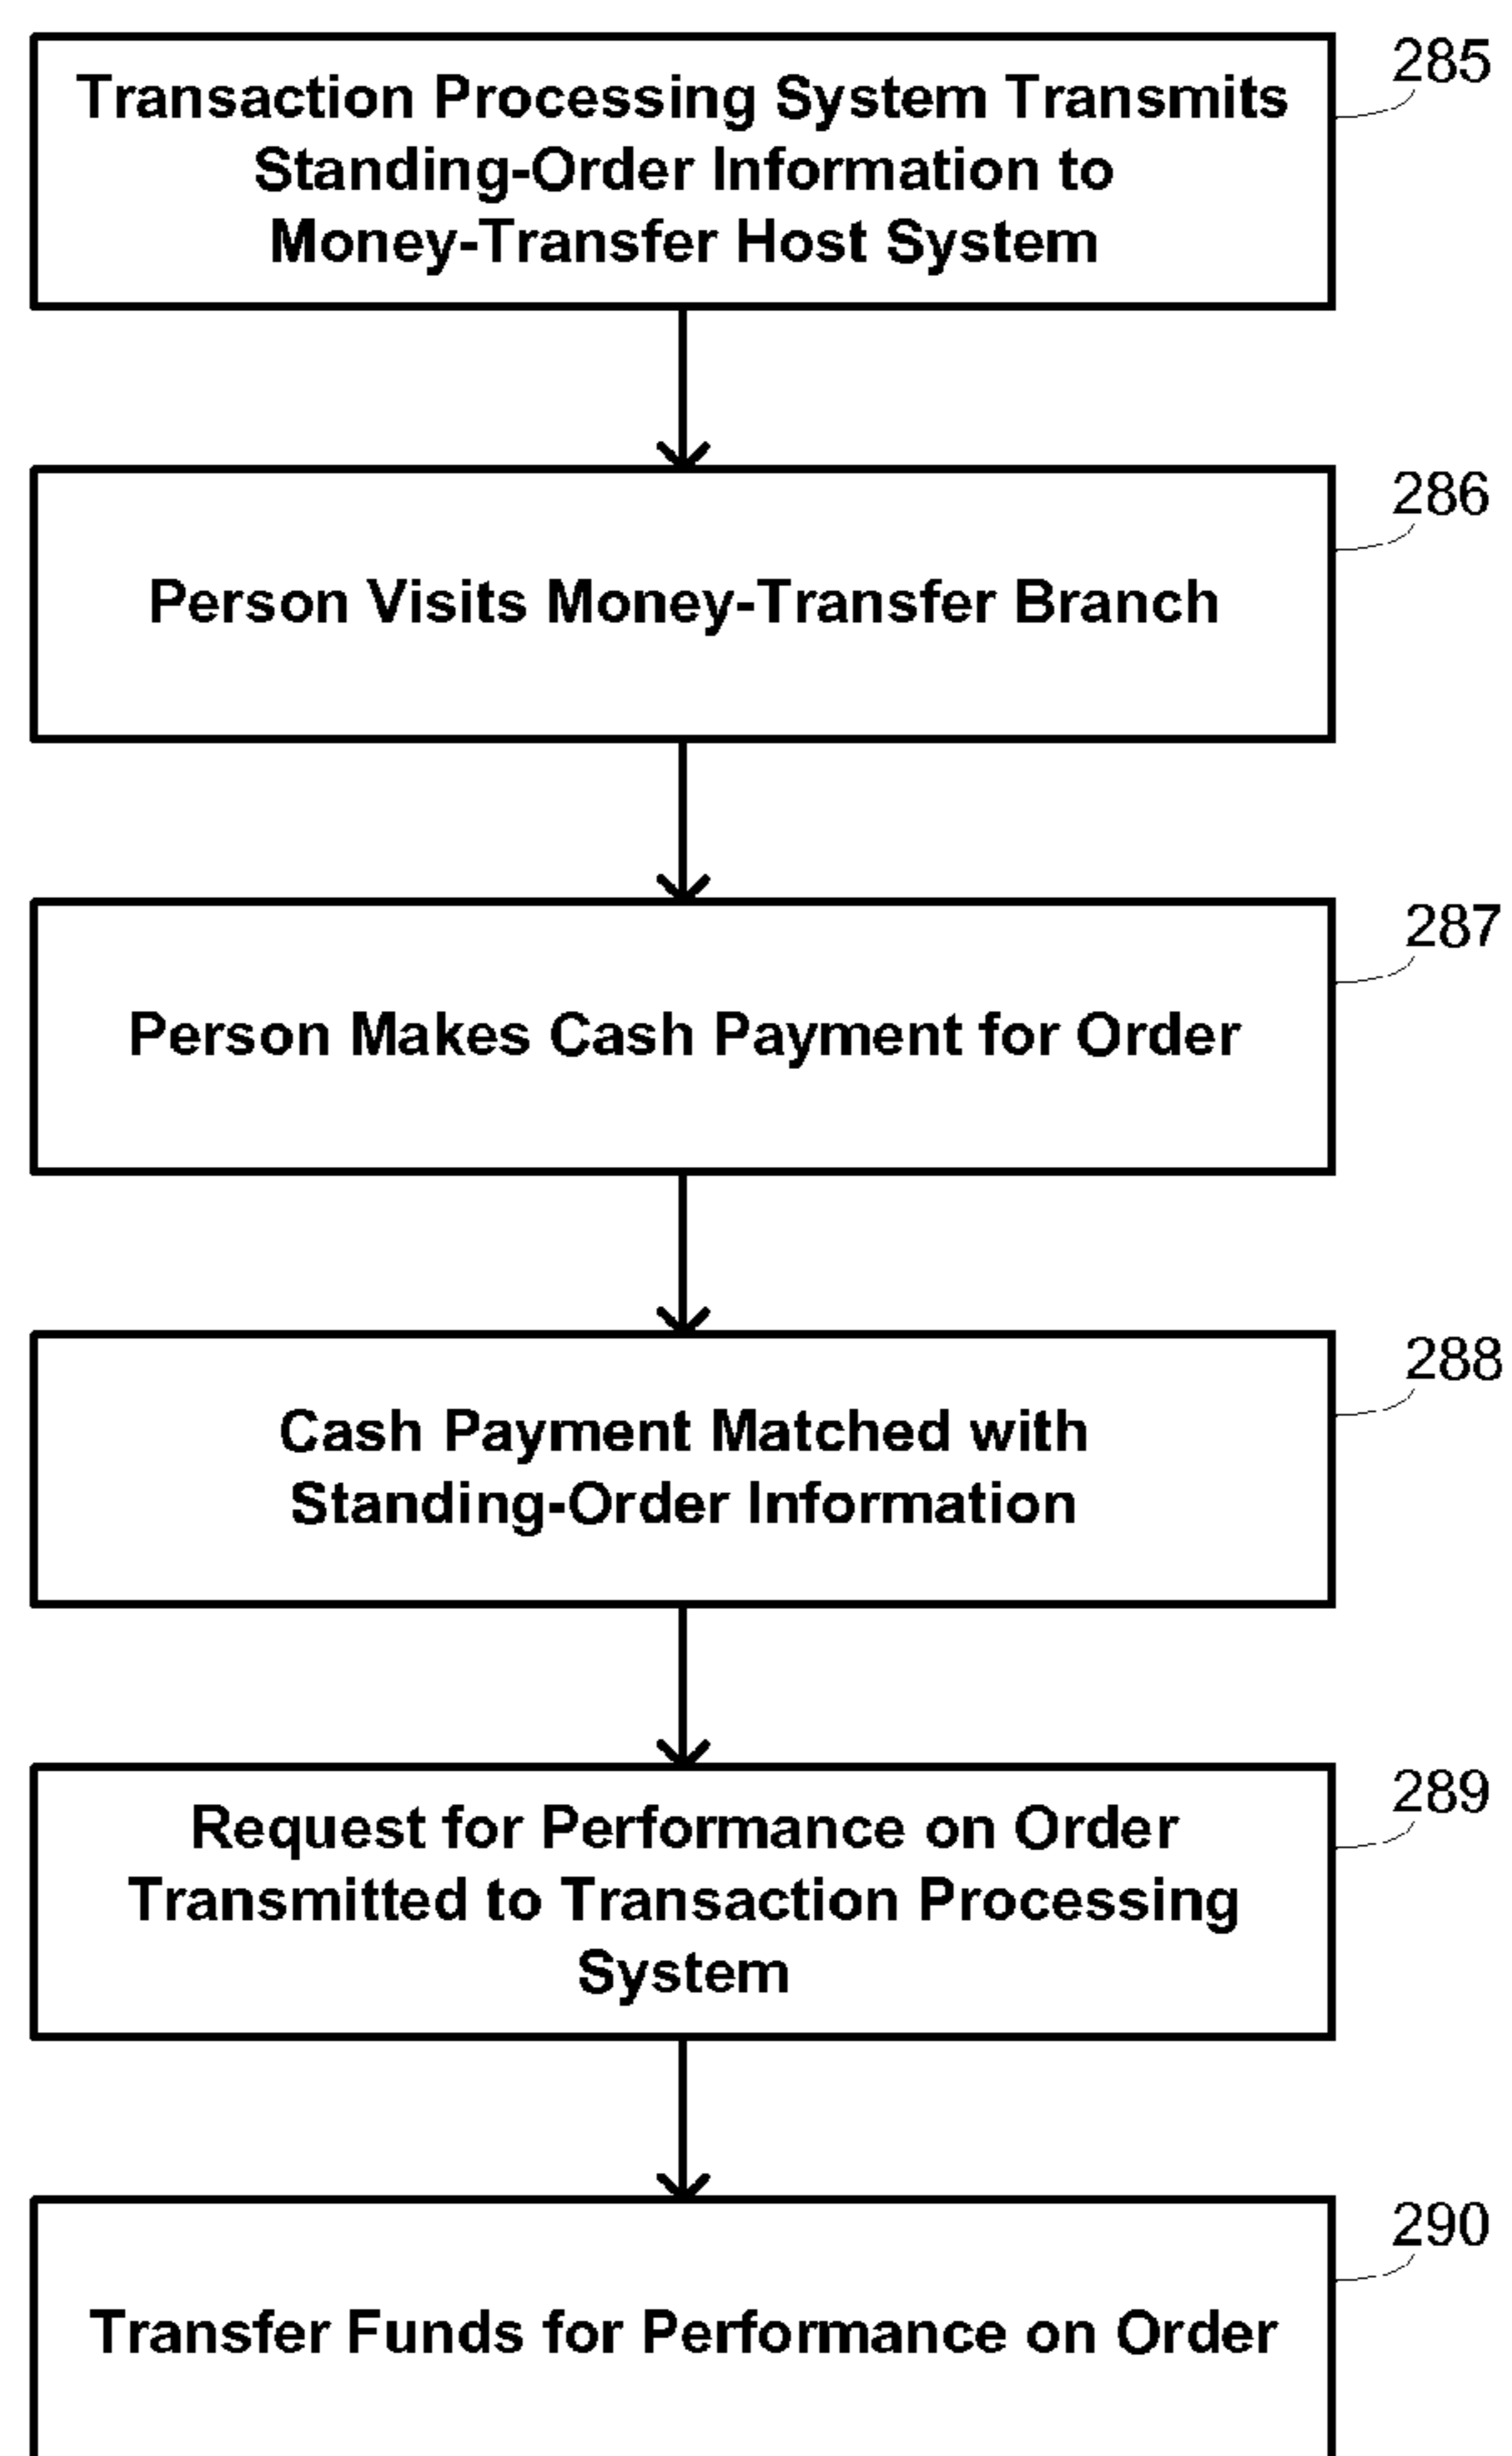 285
Transaction Processing System Transmits
Standing-Order Information to
Money-Transfer Host System
286
Person Visits Money-Transfer Branch
287
Person Makes Cash Payment for Order
288
Cash Payment Matched with
Standing-Order Information
289
Request for Performance on Order
Transmitted to Transaction Processing
System
290
Transfer Funds for Performance on Order